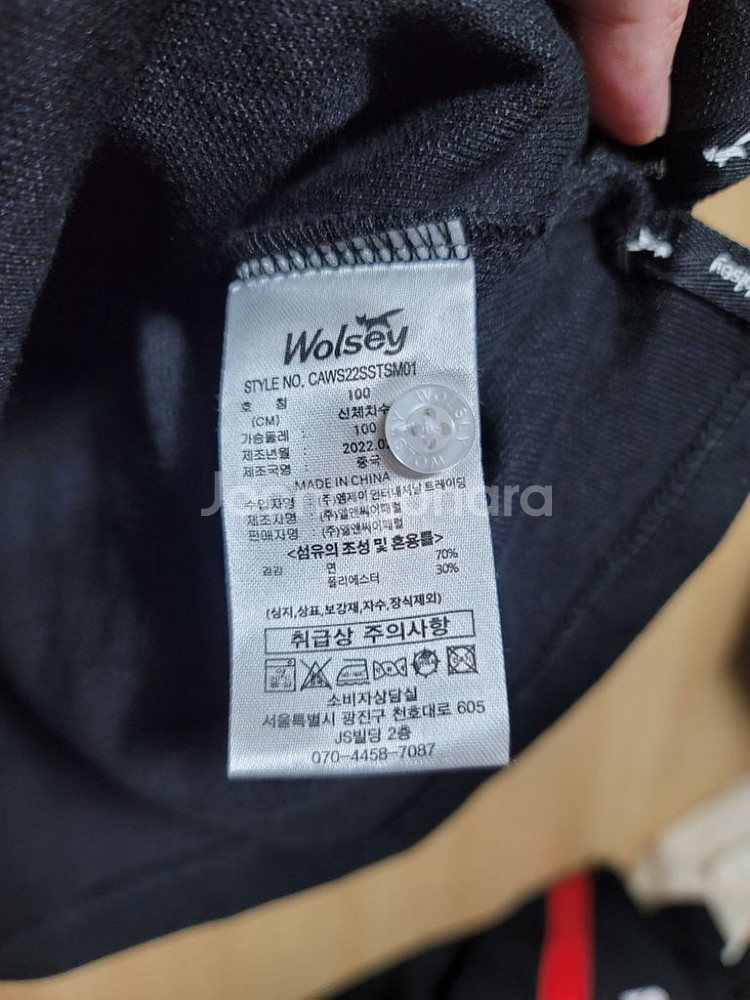 Wolsey
STYLE NO. CAWS22SSTSM01
호 칭 : 100
(CM) 신체치수
가슴둘레 : 100
제조년월 : 2022.0
제조국명 : 중국
MADE IN CHINA
수입자명 : (주)엠제이 인터내셔날 트레이딩
제조자명 : (주)엘앤씨어패럴
판매자명 : (주)엘앤씨어패럴
<섬유의 조성 및 혼용률>
겉감 면 70%
폴리에스터 30%
(심지,상표,보강재,자수,장식제외)
취급상 주의사항
소비자상담실
서울특별시 광진구 천호대로 605
JS빌딩 2층
070-4458-7087
WOLSEY WOLSEY
Joonggonara